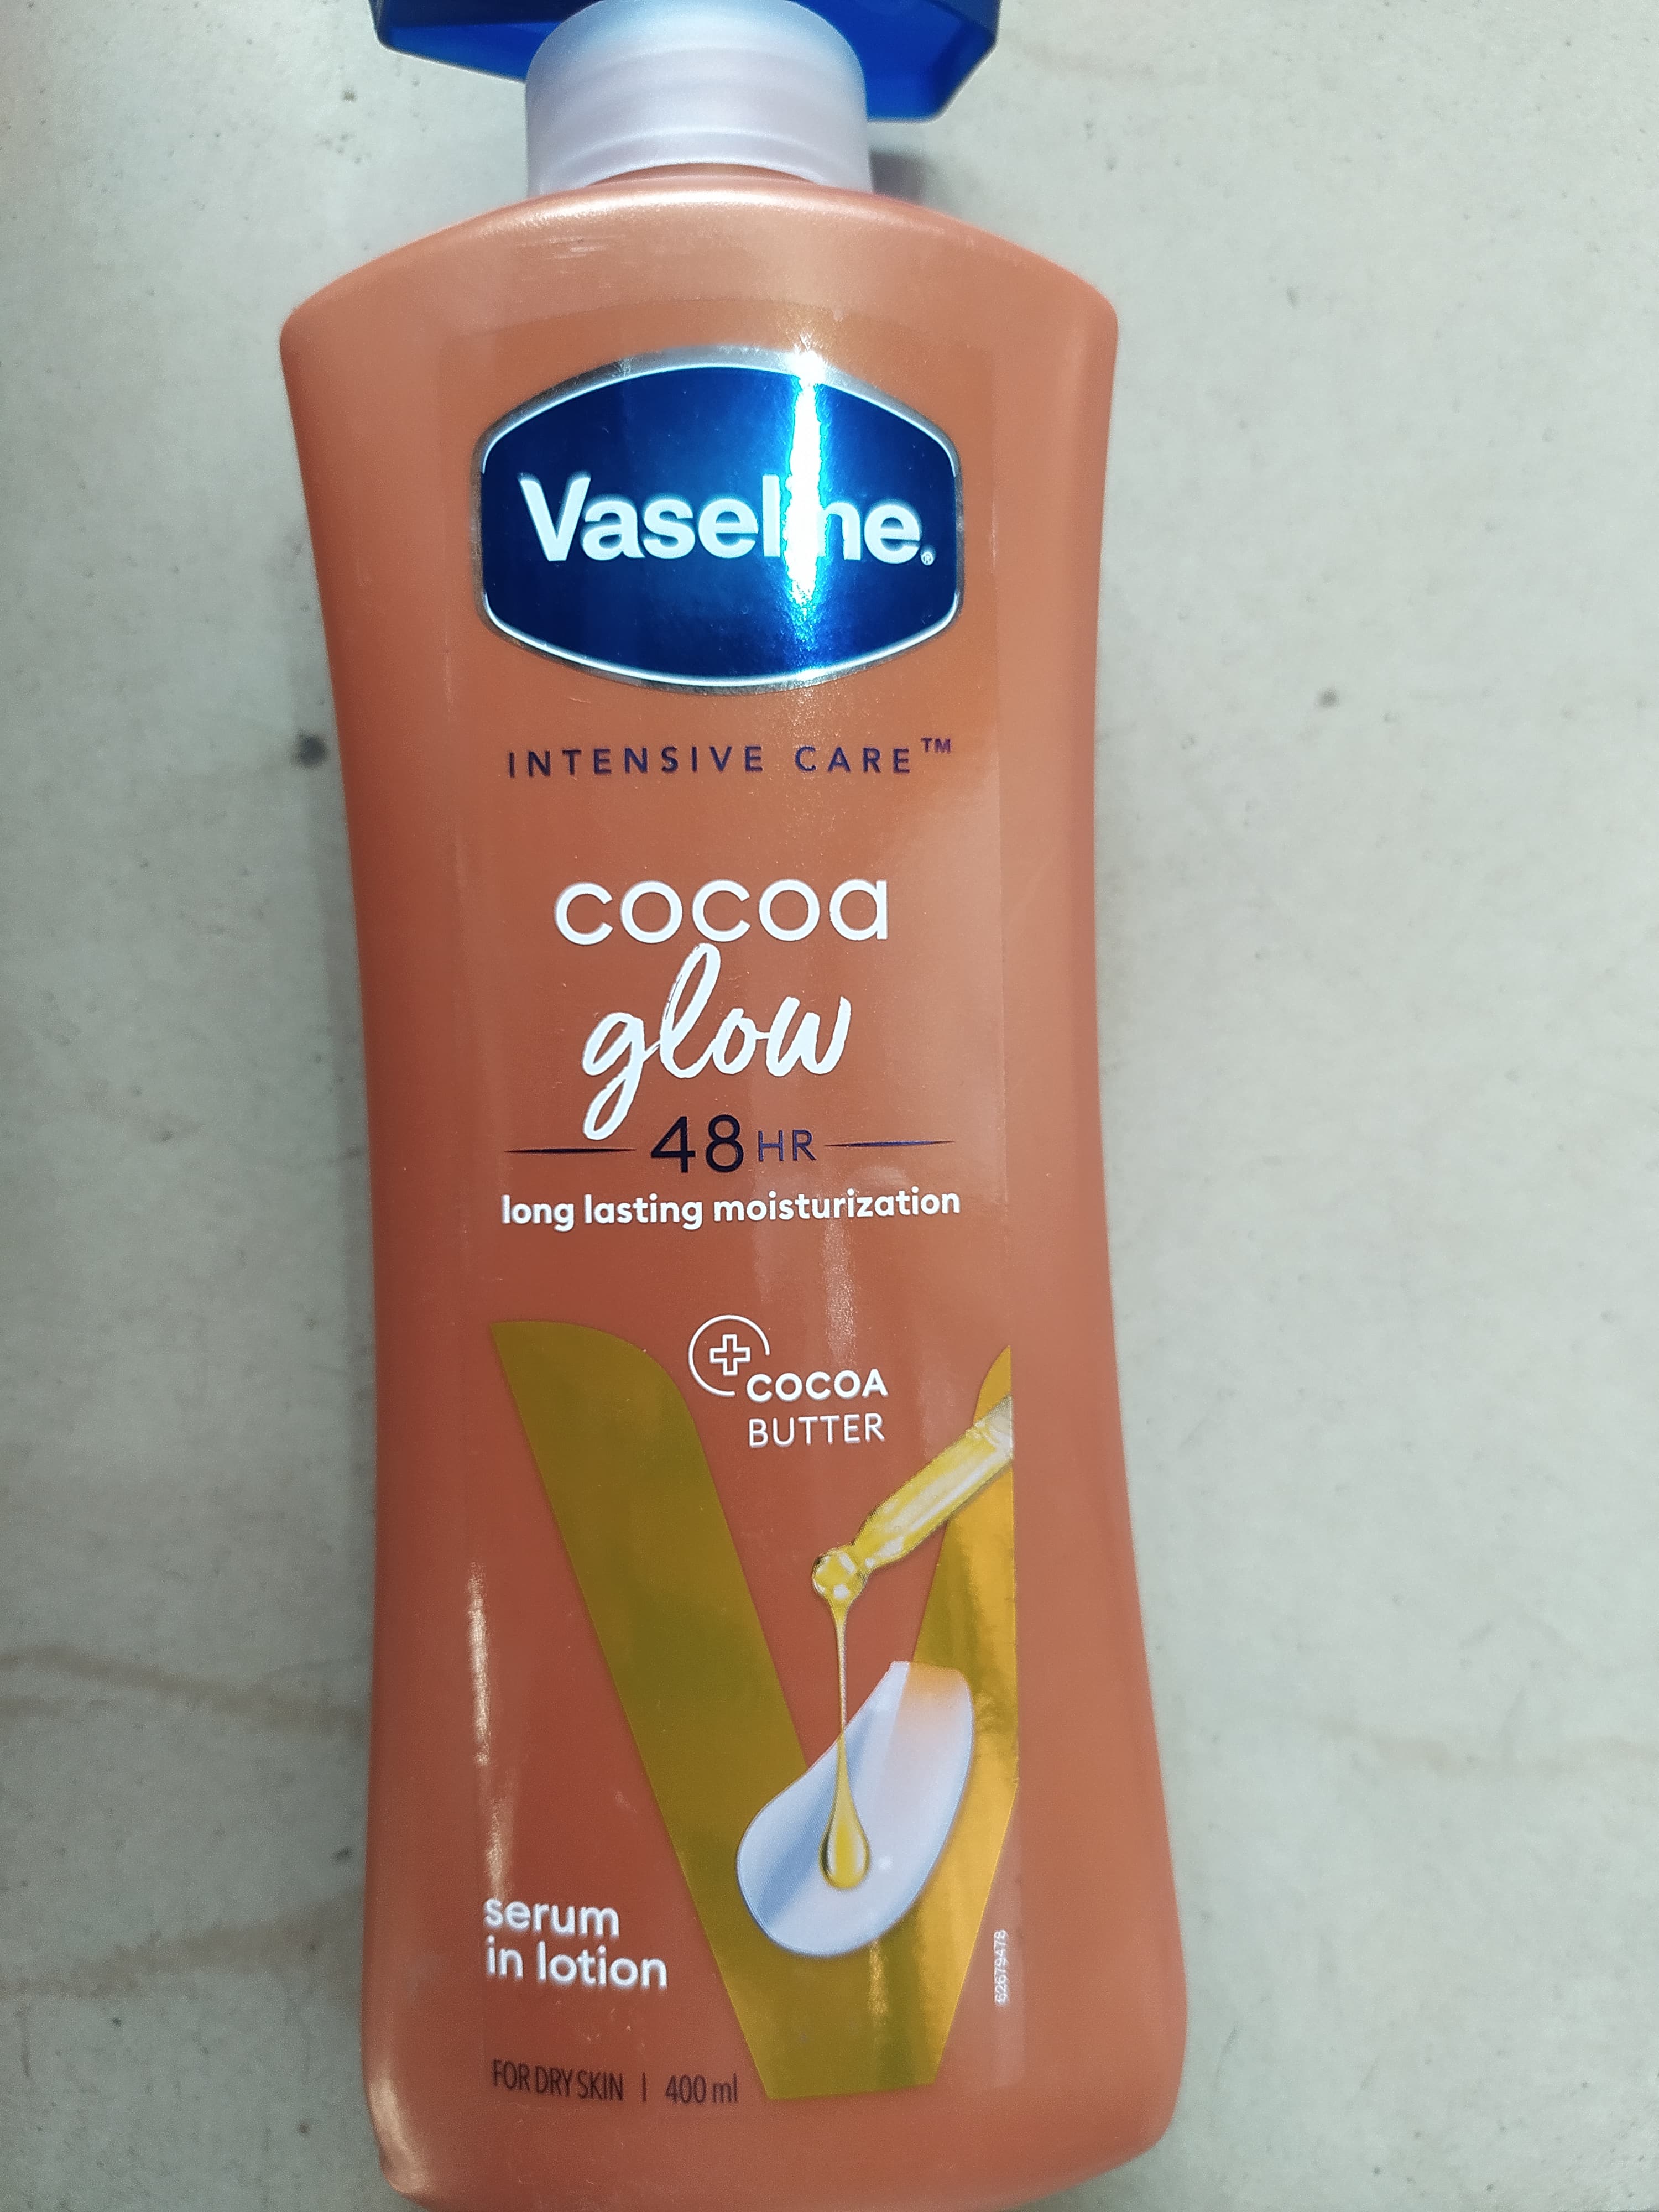 Vaseline®
INTENSIVE CARE™
cocoa
glow
48 HR
long lasting moisturization
COCOA
BUTTER
serum
in lotion
62679478
FOR DRY SKIN | 400 ml